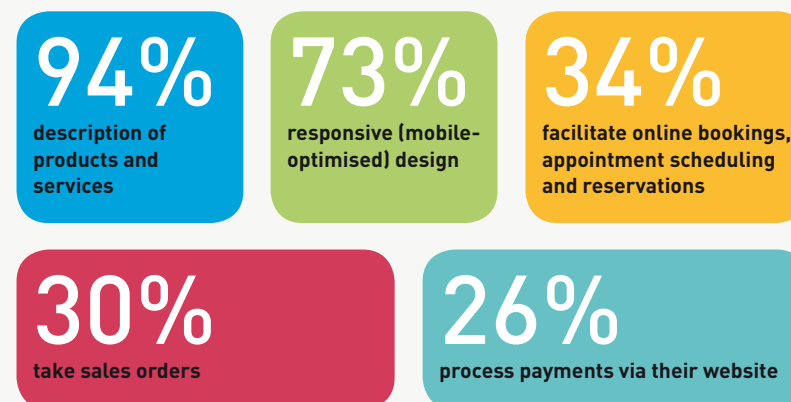 94%
description of
products and
services
73%
responsive (mobile-
optimised) design
34%
facilitate online bookings,
appointment scheduling
and reservations
30%
take sales orders
26%
process payments via their website